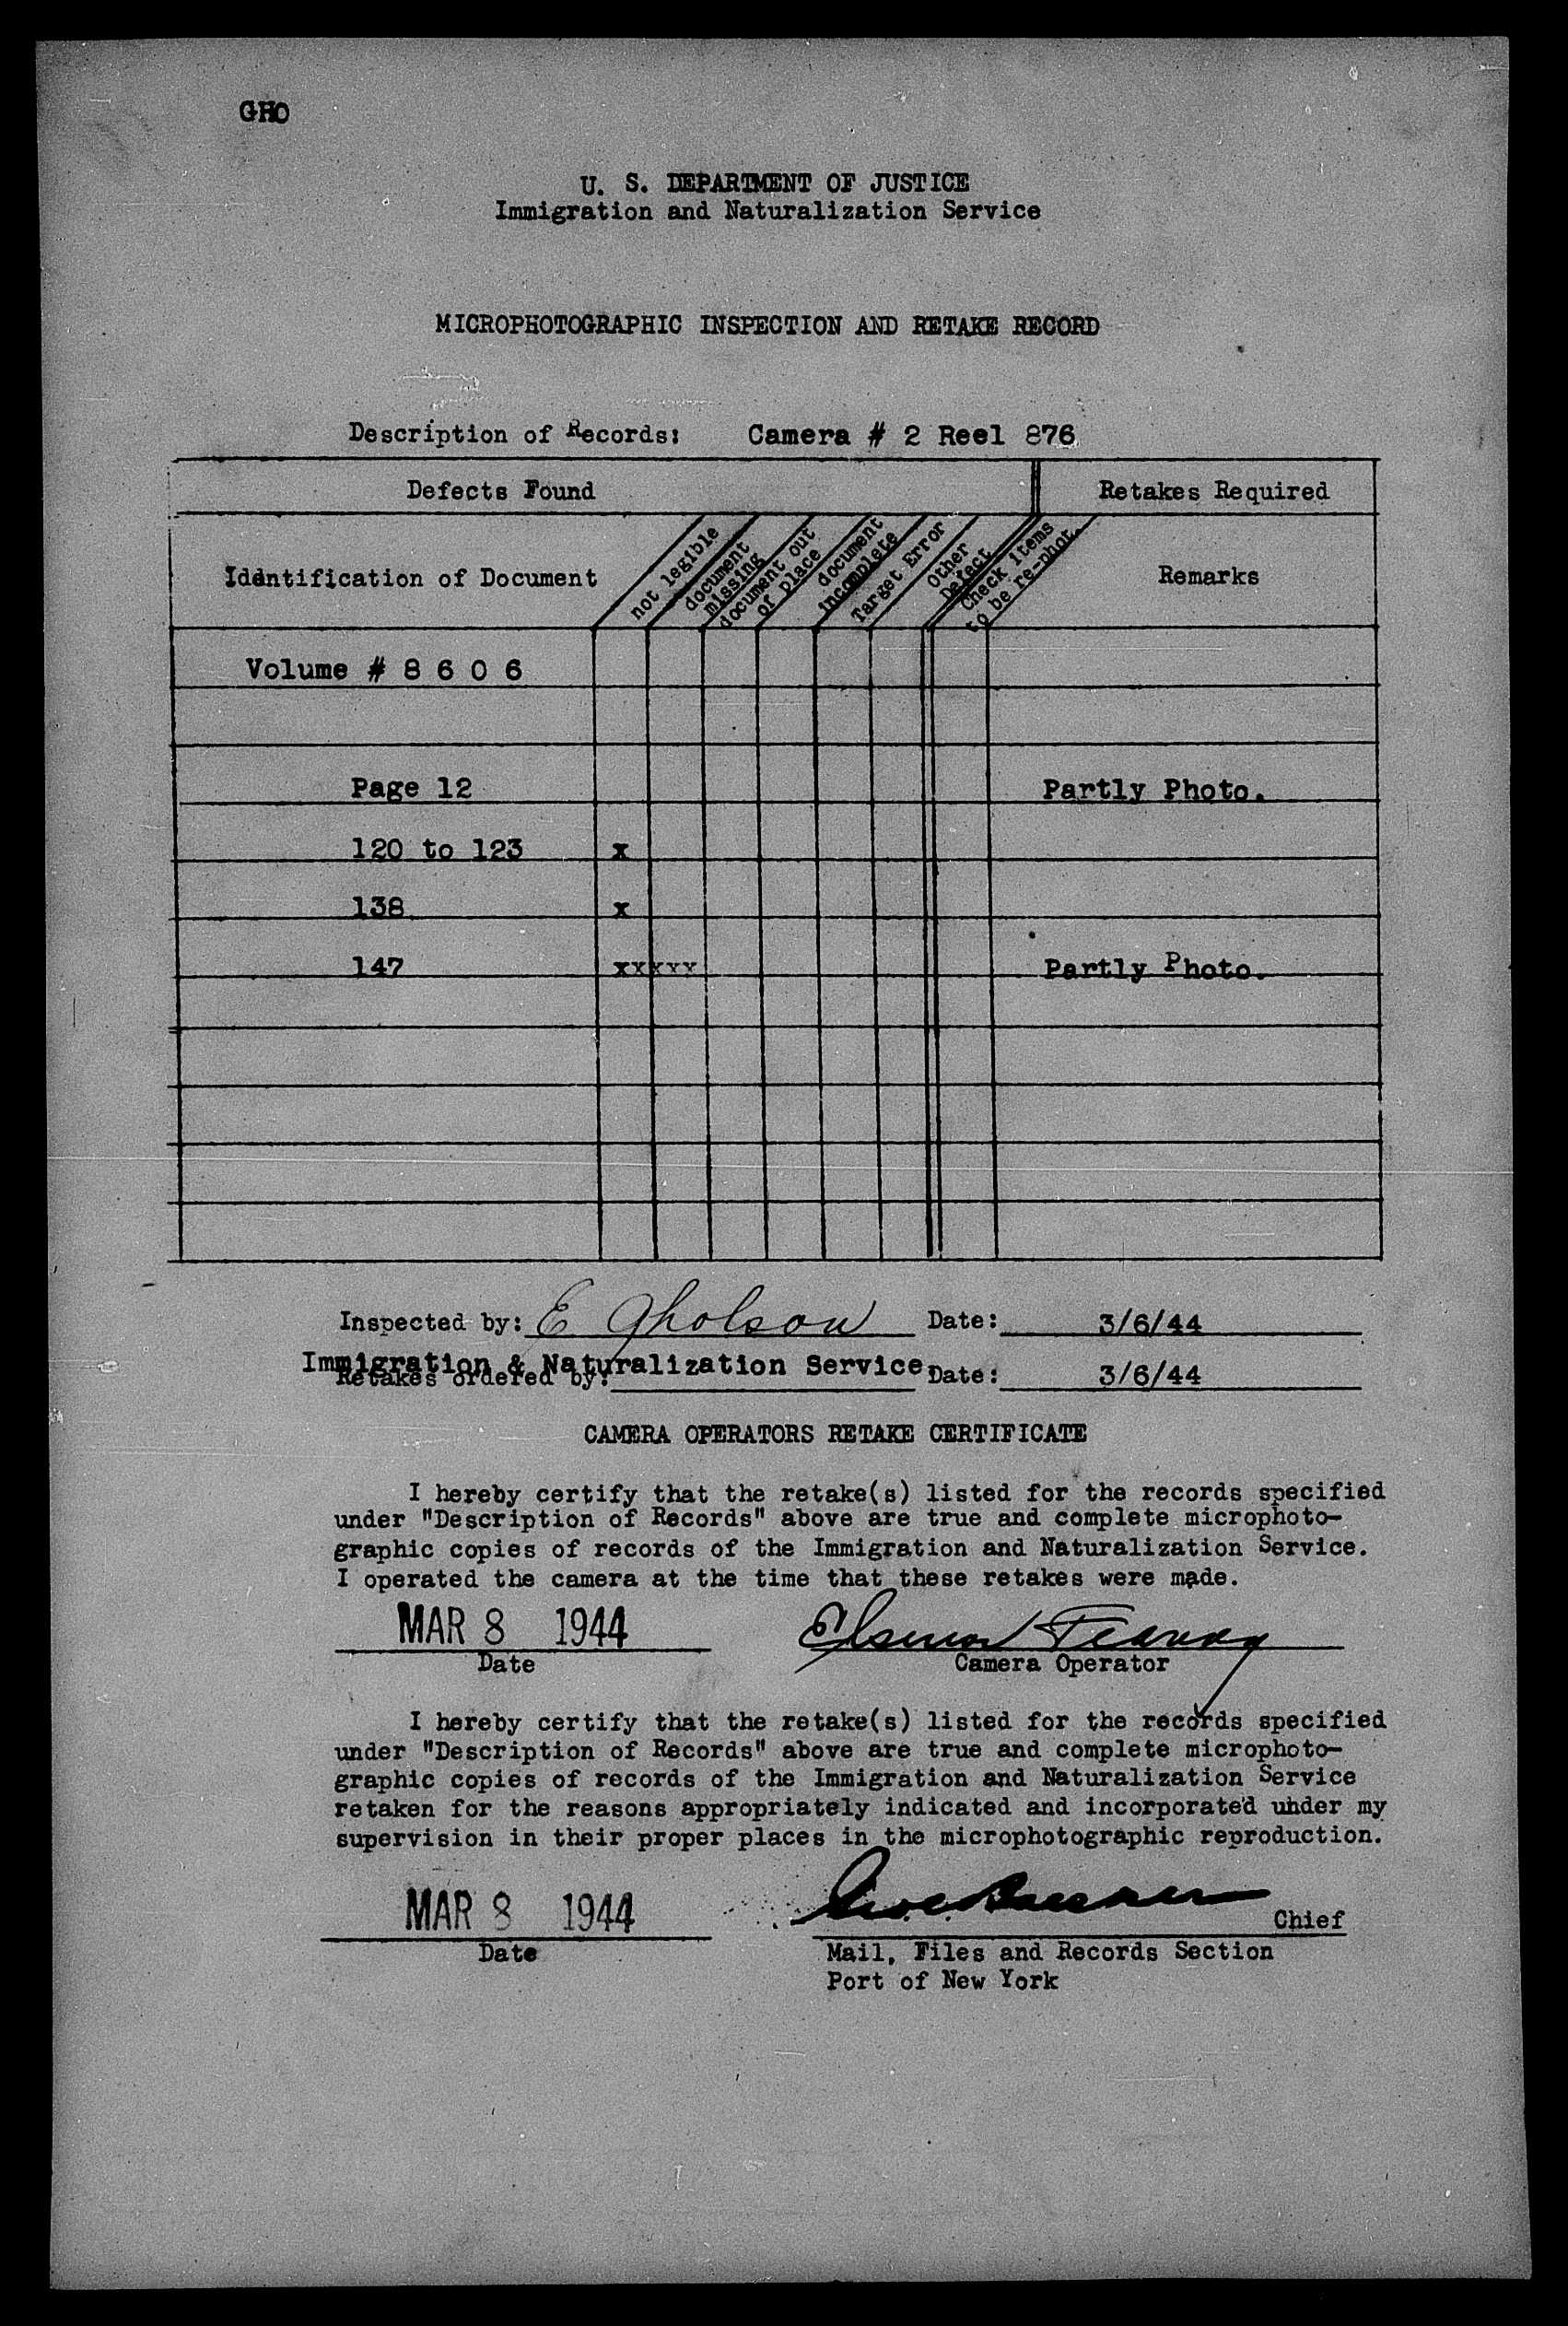 GHO
U. S. DEPARTMENT OF JUSTICE
Immigration and Naturalization Service
MICROPHOTOGRAPHIC INSPECTION AND RETAKE RECORD
Description of Records: Camera # 2 Reel 876
Defects Found Retakes Required
Identification of Document
not legible
document missing
document out of place
document incomplete
Target Error
Other Defect
Check items to be re-phot.
Remarks
Volume # 8 6 0 6
Page 12 Partly Photo.
120 to 123 x
138 x
147 xxxxx Partly Photo.
Inspected by: E Gholson Date: 3/6/44
Immigration & Naturalization Service.
Retakes ordered by: Date: 3/6/44
CAMERA OPERATORS RETAKE CERTIFICATE
I hereby certify that the retake(s) listed for the records specified
under "Description of Records" above are true and complete microphoto-
graphic copies of records of the Immigration and Naturalization Service.
I operated the camera at the time that these retakes were made.
MAR 8 1944
Date Camera Operator
I hereby certify that the retake(s) listed for the records specified
under "Description of Records" above are true and complete microphoto-
graphic copies of records of the Immigration and Naturalization Service
retaken for the reasons appropriately indicated and incorporated under my
supervision in their proper places in the microphotographic reproduction.
MAR 8 1944 Chief
Date Mail, Files and Records Section
Port of New York